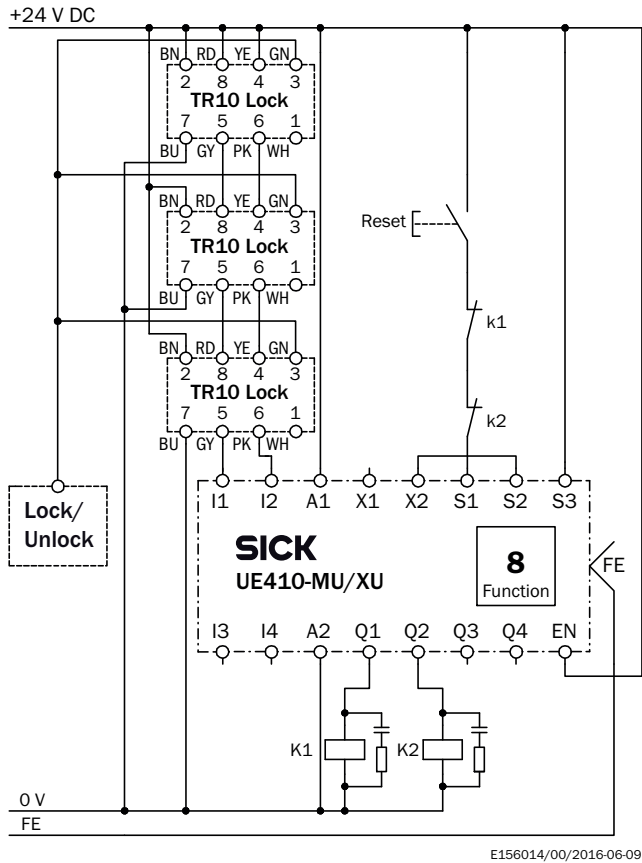 +24 V DC
BN RD YE GN
2 8 4 3
TR10 Lock
7 5 6 1
BU GY PK WH
BN RD YE GN
2 8 4 3
TR10 Lock
7 5 6 1
BU GY PK WH
Reset
k1
BN RD YE GN
2 8 4 3
TR10 Lock
7 5 6 1
BU GY PK WH
k2
Lock/
Unlock
I1 I2 A1 X1 X2 S1 S2 S3
SICK
UE410-MU/XU
8
Function
FE
I3 I4 A2 Q1 Q2 Q3 Q4 EN
K1 K2
0 V
FE
E156014/00/2016-06-09